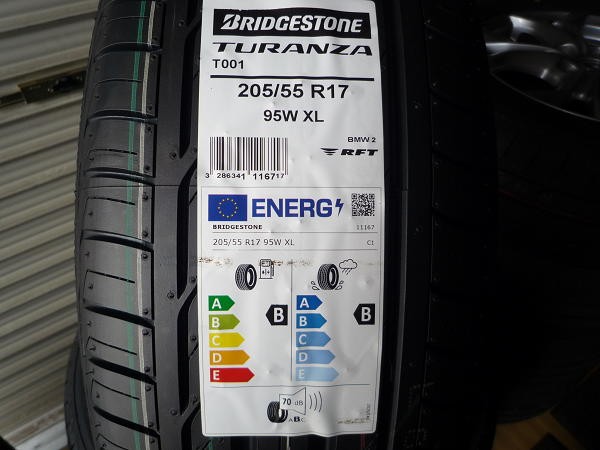 BRIDGESTONE
TURANZA
T001
205/55 R17
95W XL
BMW 2
RFT
3 286341 116717
ENERG
BRIDGESTONE 11167
205/55 R17 95W XL C1
A
B
C
D
E
B
A
B
C
D
E
B
70 dB
ABC